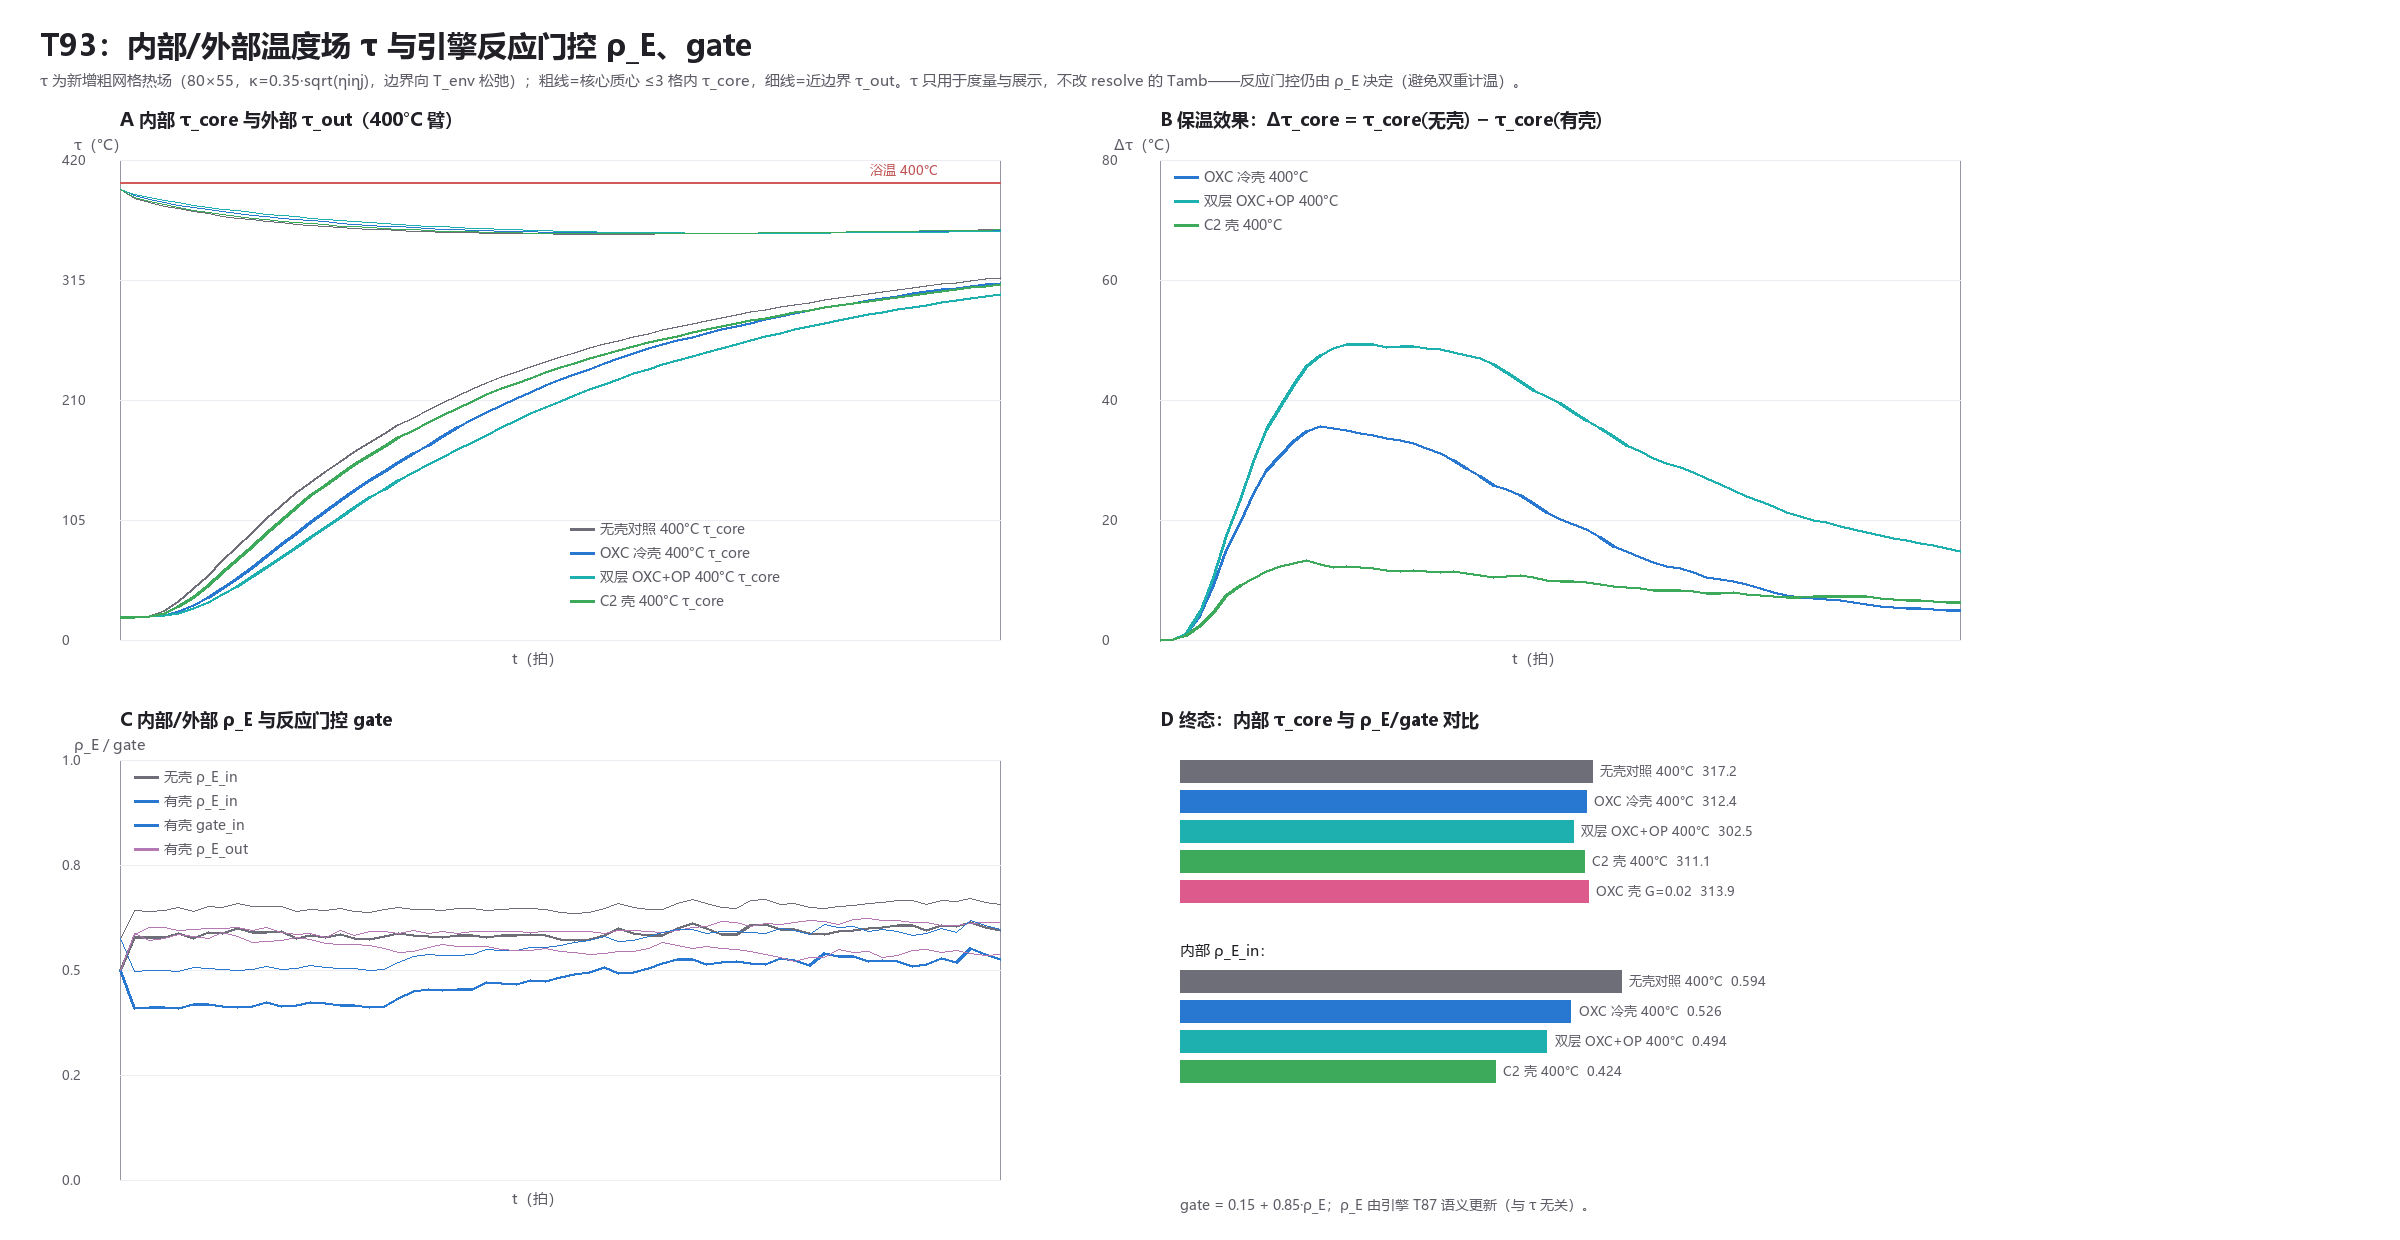 T93：内部/外部温度场 τ 与引擎反应门控 ρ_E、gate
τ 为新增粗网格热场（80×55，κ=0.35·sqrt(ηiηj)，边界向 T_env 松弛）；粗线=核心质心 ≤3 格内 τ_core，细线=近边界 τ_out。τ 只用于度量与展示，不改 resolve 的 Tamb——反应门控仍由 ρ_E 决定（避免双重计温）。
A 内部 τ_core 与外部 τ_out（400°C 臂）
τ（°C）
420
315
210
105
0
浴温 400°C
无壳对照 400°C τ_core
OXC 冷壳 400°C τ_core
双层 OXC+OP 400°C τ_core
C2 壳 400°C τ_core
t（拍）
B 保温效果：Δτ_core = τ_core(无壳) − τ_core(有壳)
Δτ（°C）
80
60
40
20
0
OXC 冷壳 400°C
双层 OXC+OP 400°C
C2 壳 400°C
t（拍）
C 内部/外部 ρ_E 与反应门控 gate
ρ_E / gate
1.0
0.8
0.5
0.2
0.0
无壳 ρ_E_in
有壳 ρ_E_in
有壳 gate_in
有壳 ρ_E_out
t（拍）
D 终态：内部 τ_core 与 ρ_E/gate 对比
无壳对照 400°C 317.2
OXC 冷壳 400°C 312.4
双层 OXC+OP 400°C 302.5
C2 壳 400°C 311.1
OXC 壳 G=0.02 313.9
内部 ρ_E_in：
无壳对照 400°C 0.594
OXC 冷壳 400°C 0.526
双层 OXC+OP 400°C 0.494
C2 壳 400°C 0.424
gate = 0.15 + 0.85·ρ_E；ρ_E 由引擎 T87 语义更新（与 τ 无关）。